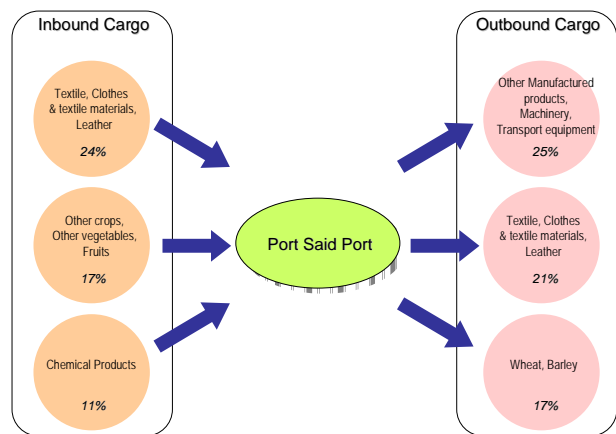 Inbound Cargo
Textile, Clothes
& textile materials,
Leather
24%
Other crops,
Other vegetables,
Fruits
17%
Chemical Products
11%
Port Said Port
Outbound Cargo
Other Manufactured
products,
Machinery,
Transport equipment
25%
Textile, Clothes
& textile materials,
Leather
21%
Wheat, Barley
17%